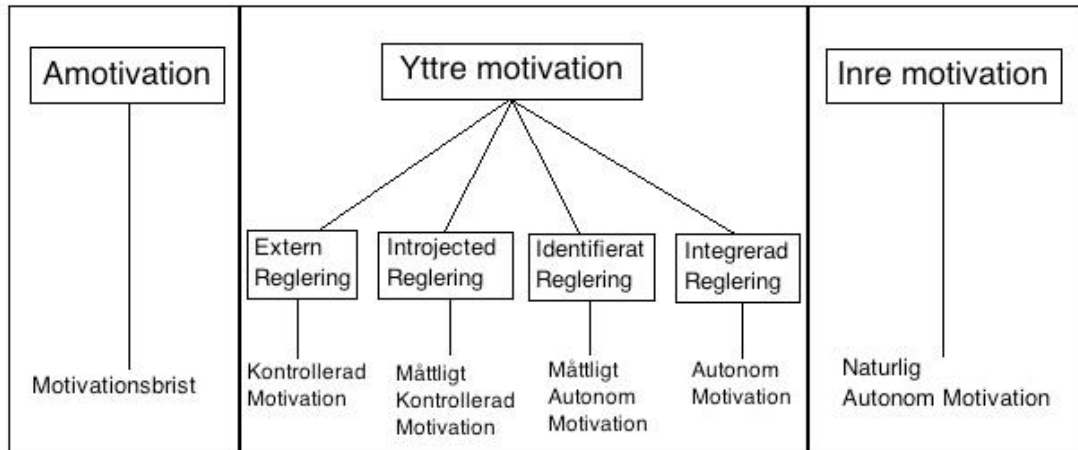 Amotivation
Yttre motivation
Inre motivation
Extern
Reglering
Introjected
Reglering
Identifierat
Reglering
Integrerad
Reglering
Motivationsbrist
Kontrollerad
Motivation
Måttligt
Kontrollerad
Motivation
Måttligt
Autonom
Motivation
Autonom
Motivation
Naturlig
Autonom Motivation